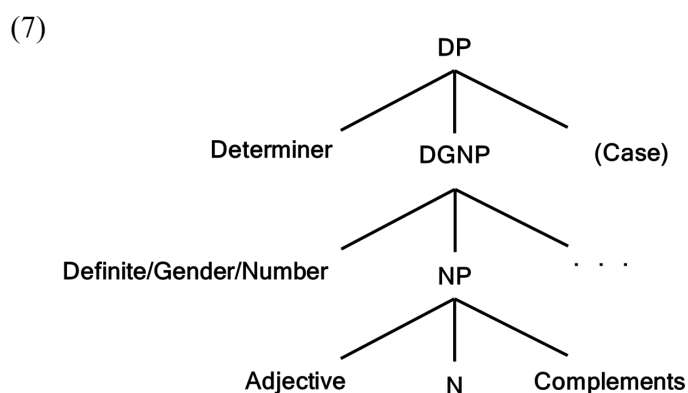 (7)
DP
Determiner DGNP (Case)
Definite/Gender/Number NP . . .
Adjective N Complements